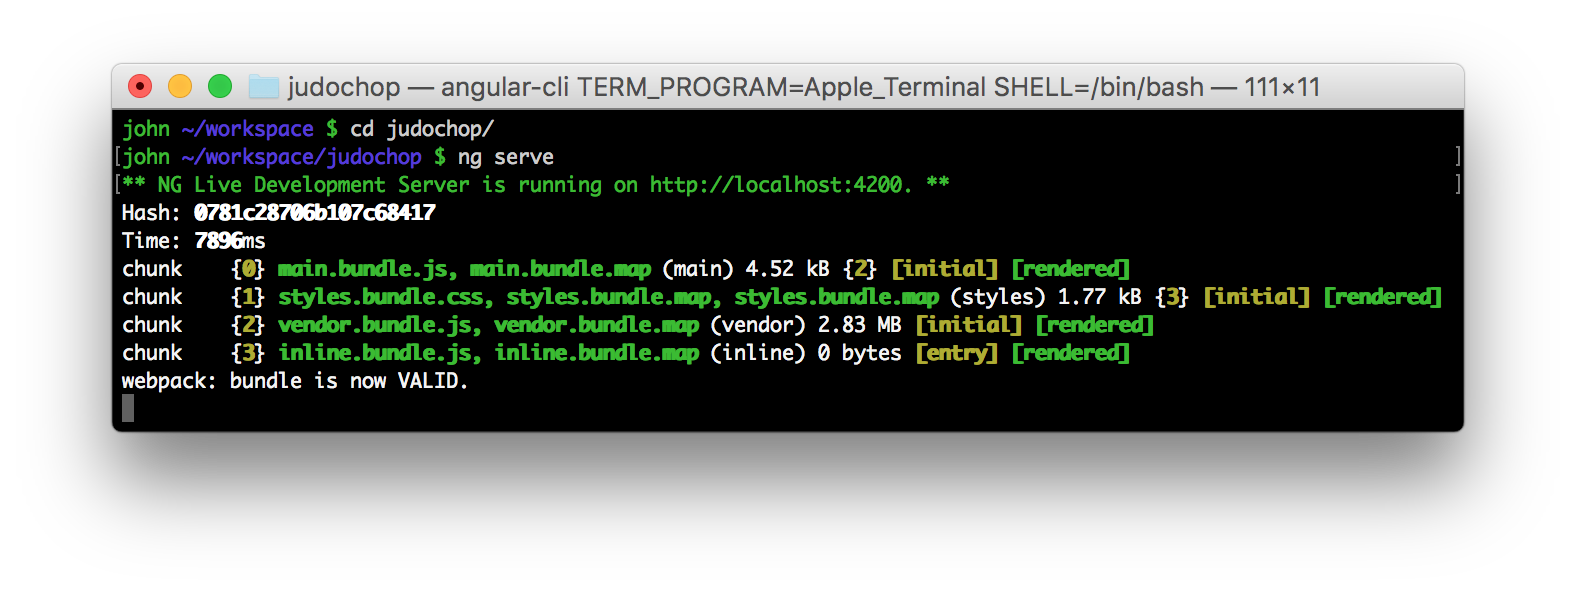 judochop — angular-cli TERM_PROGRAM=Apple_Terminal SHELL=/bin/bash — 111×11
john ~/workspace $ cd judochop/
[john ~/workspace/judochop $ ng serve ]
[** NG Live Development Server is running on http://localhost:4200. ** ]
Hash: 0781c28706b107c68417
Time: 7896ms
chunk    {0} main.bundle.js, main.bundle.map (main) 4.52 kB {2} [initial] [rendered]
chunk    {1} styles.bundle.css, styles.bundle.map, styles.bundle.map (styles) 1.77 kB {3} [initial] [rendered]
chunk    {2} vendor.bundle.js, vendor.bundle.map (vendor) 2.83 MB [initial] [rendered]
chunk    {3} inline.bundle.js, inline.bundle.map (inline) 0 bytes [entry] [rendered]
webpack: bundle is now VALID.